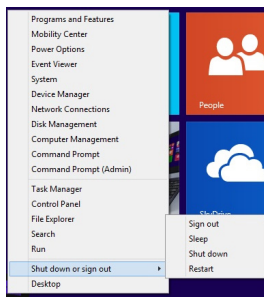 Programs and Features
Mobility Center
Power Options
Event Viewer
System
Device Manager
Network Connections
Disk Management
Computer Management
Command Prompt
Command Prompt (Admin)
Task Manager
Control Panel
File Explorer
Search
Run
Shut down or sign out
Desktop
People
SkyDrive
Sign out
Sleep
Shut down
Restart